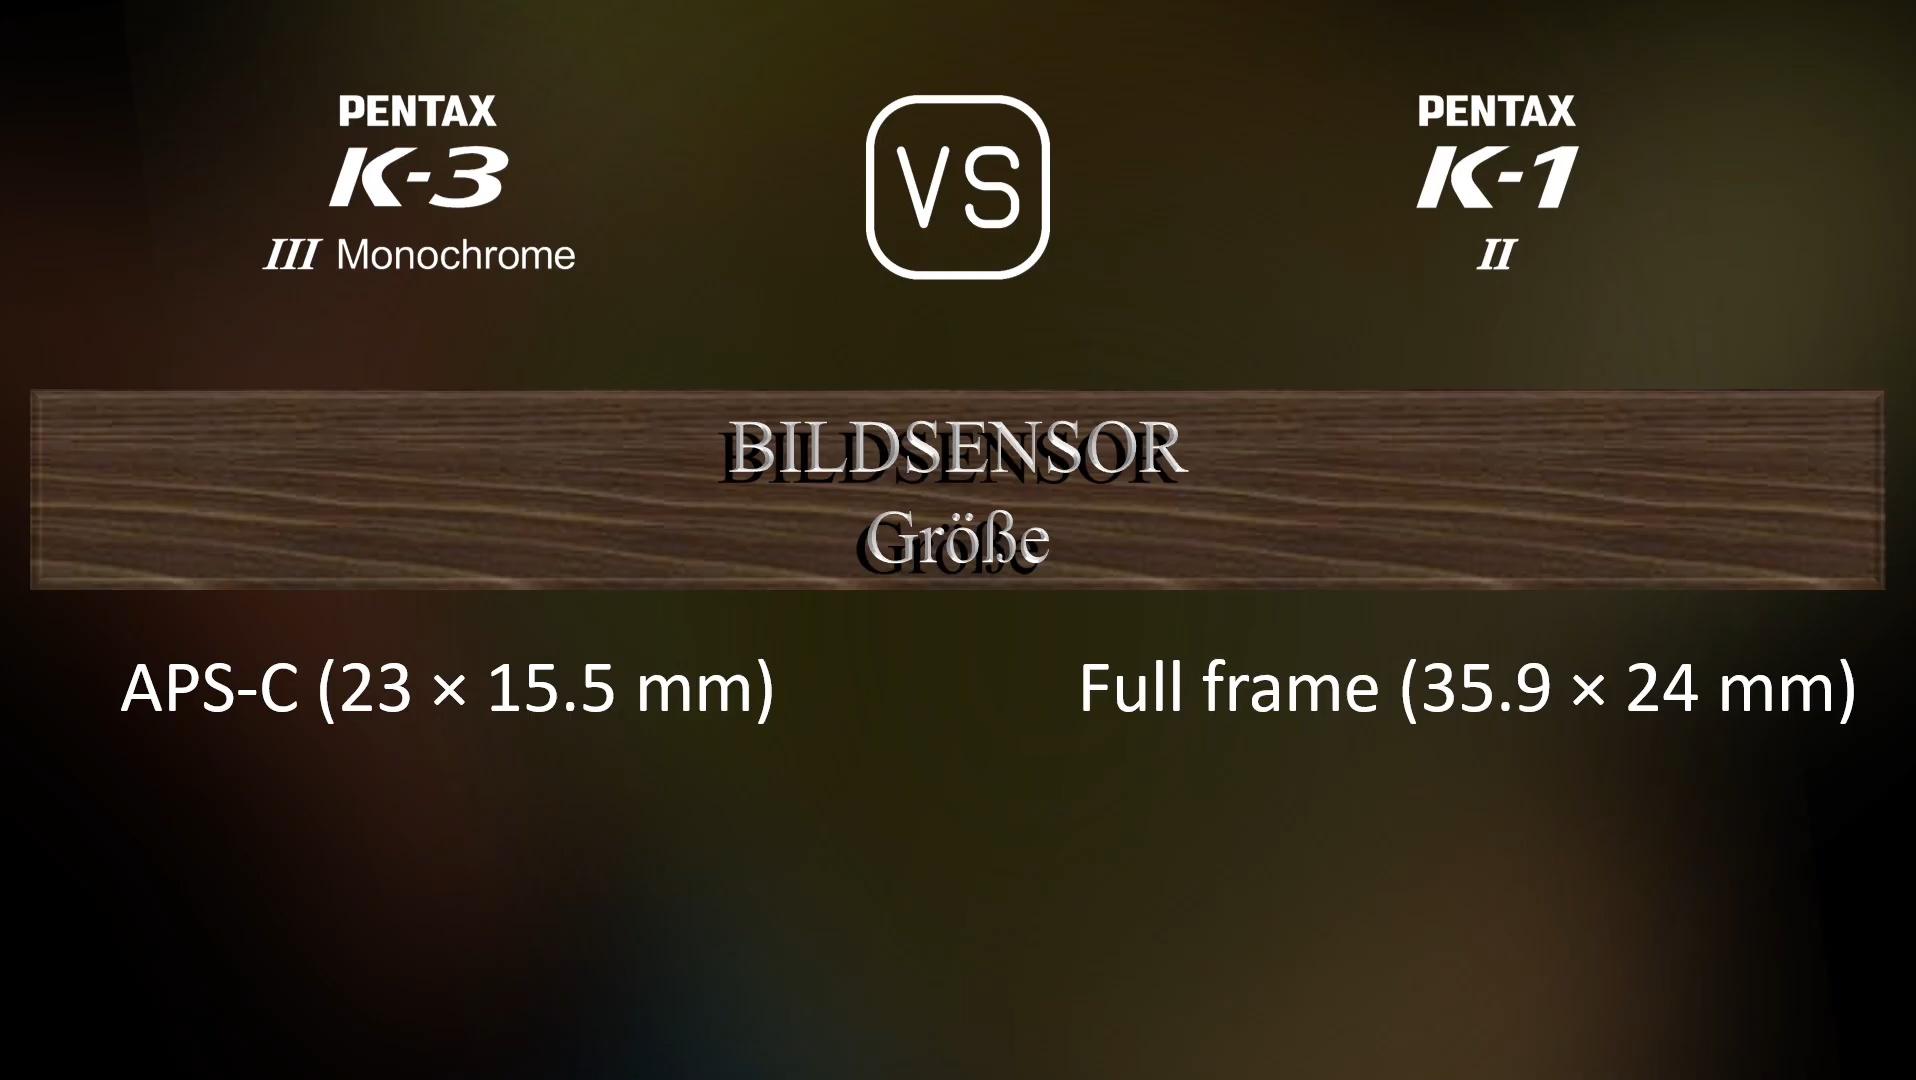 PENTAX
K-3
III Monochrome
VS
PENTAX
K-1
II
BILDSENSOR
Größe
APS-C (23 × 15.5 mm)
Full frame (35.9 × 24 mm)